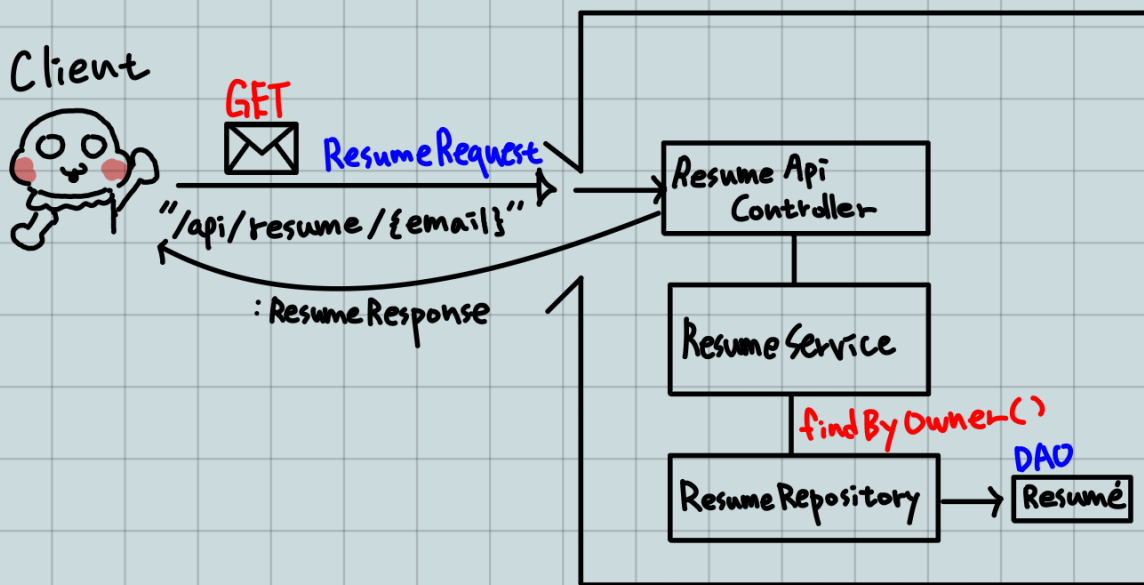 Client
GET
ResumeRequest
"/api/resume/{email}"
:ResumeResponse
Resume Api
Controller
ResumeService
findByOwner()
ResumeRepository
DAO
Resumé